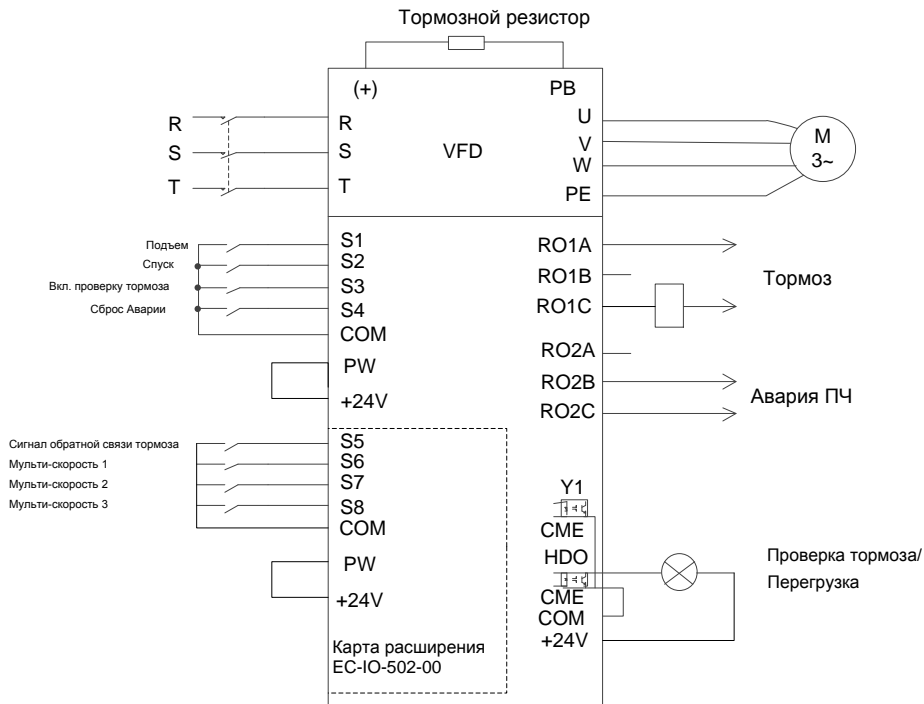 Тормозной резистор
(+)
PB
R
S
T
R
S
T
VFD
U
V
W
PE
M
3~
Подъем
Спуск
Вкл. проверку тормоза
Сброс Аварии
S1
S2
S3
S4
COM
PW
+24V
RO1A
RO1B
RO1C
RO2A
RO2B
RO2C
Тормоз
Авария ПЧ
Сигнал обратной связи тормоза
Мульти-скорость 1
Мульти-скорость 2
Мульти-скорость 3
S5
S6
S7
S8
COM
PW
+24V
Карта расширения
EC-IO-502-00
Y1
CME
HDO
CME
COM
+24V
Проверка тормоза/
Перегрузка